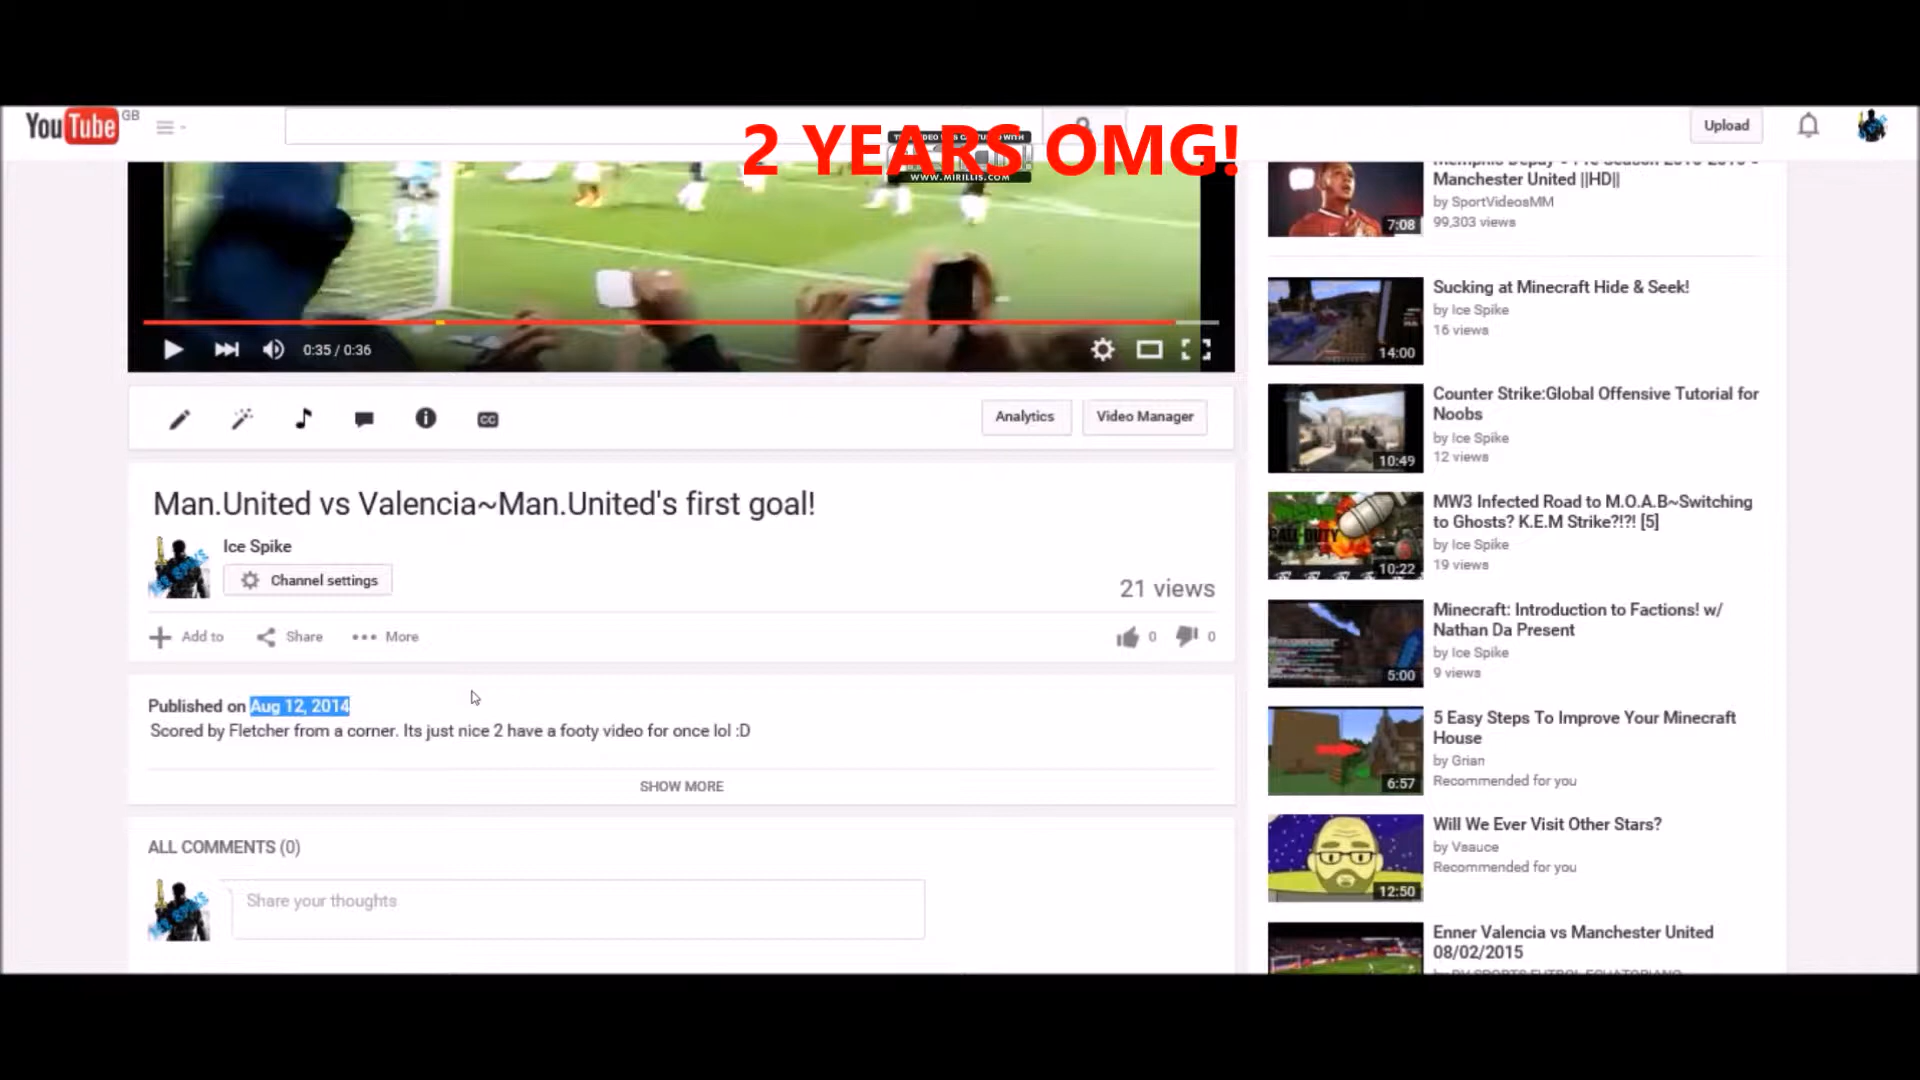 YouTube GB
Upload
2 YEARS OMG!
WWW.MIRILLIS.COM
0:35 / 0:36
Analytics
Video Manager
Man.United vs Valencia~Man.United's first goal!
Ice Spike
Channel settings
21 views
Add to
Share
More
0
0
Published on Aug 12, 2014
Scored by Fletcher from a corner. Its just nice 2 have a footy video for once lol :D
SHOW MORE
ALL COMMENTS (0)
Share your thoughts
Manchester United ||HD||
by SportVideosMM
99,303 views
7:08
Sucking at Minecraft Hide & Seek!
by Ice Spike
16 views
14:00
Counter Strike:Global Offensive Tutorial for
Noobs
by Ice Spike
12 views
10:49
MW3 Infected Road to M.O.A.B~Switching
to Ghosts? K.E.M Strike?!?! [5]
by Ice Spike
19 views
CALL DUTY
10:22
Minecraft: Introduction to Factions! w/
Nathan Da Present
by Ice Spike
9 views
5:00
5 Easy Steps To Improve Your Minecraft
House
by Grian
Recommended for you
6:57
Will We Ever Visit Other Stars?
by Vsauce
Recommended for you
12:50
Enner Valencia vs Manchester United
08/02/2015